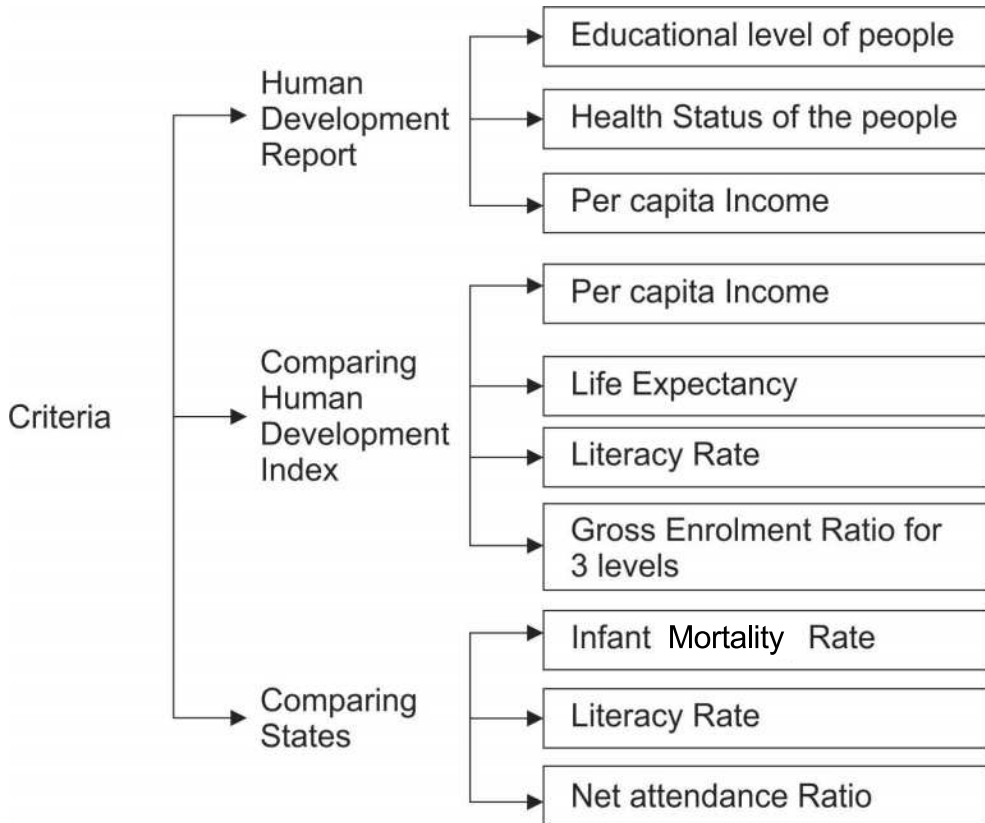 Criteria
Human
Development
Report
Educational level of people
Health Status of the people
Per capita Income
Comparing
Human
Development
Index
Per capita Income
Life Expectancy
Literacy Rate
Gross Enrolment Ratio for
3 levels
Comparing
States
Infant Mortality Rate
Literacy Rate
Net attendance Ratio